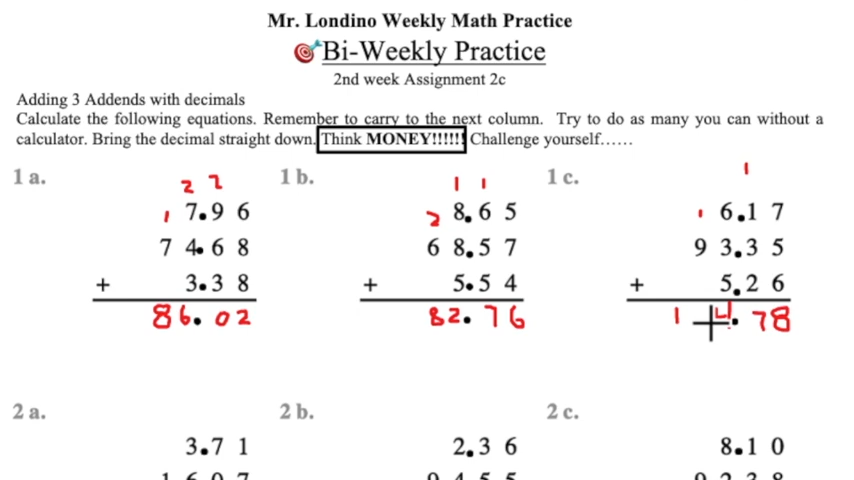 Mr. Londino Weekly Math Practice
Bi-Weekly Practice
2nd week Assignment 2c
Adding 3 Addends with decimals
Calculate the following equations. Remember to carry to the next column. Try to do as many you can without a
calculator. Bring the decimal straight down. Think MONEY!!!!!! Challenge yourself……
1 a. 2 2 1 b. 1 1 1 c. 1
1 7.9 6 2 8.6 5 1 6.1 7
7 4.6 8 6 8.5 7 9 3.3 5
+ 3.3 8 + 5.5 4 + 5.2 6
86.02 82.76 1 4.78
2 a. 2 b. 2 c.
3.7 1 2.3 6 8.1 0